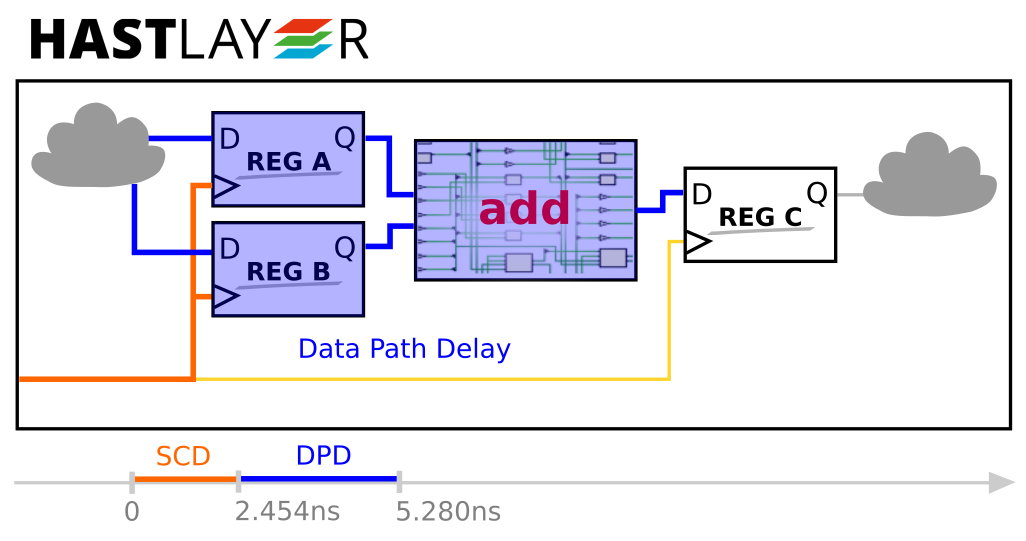 HASTLAYER
D Q
REG A
D Q
REG B
add
D Q
REG C
Data Path Delay
SCD DPD
0 2.454ns 5.280ns